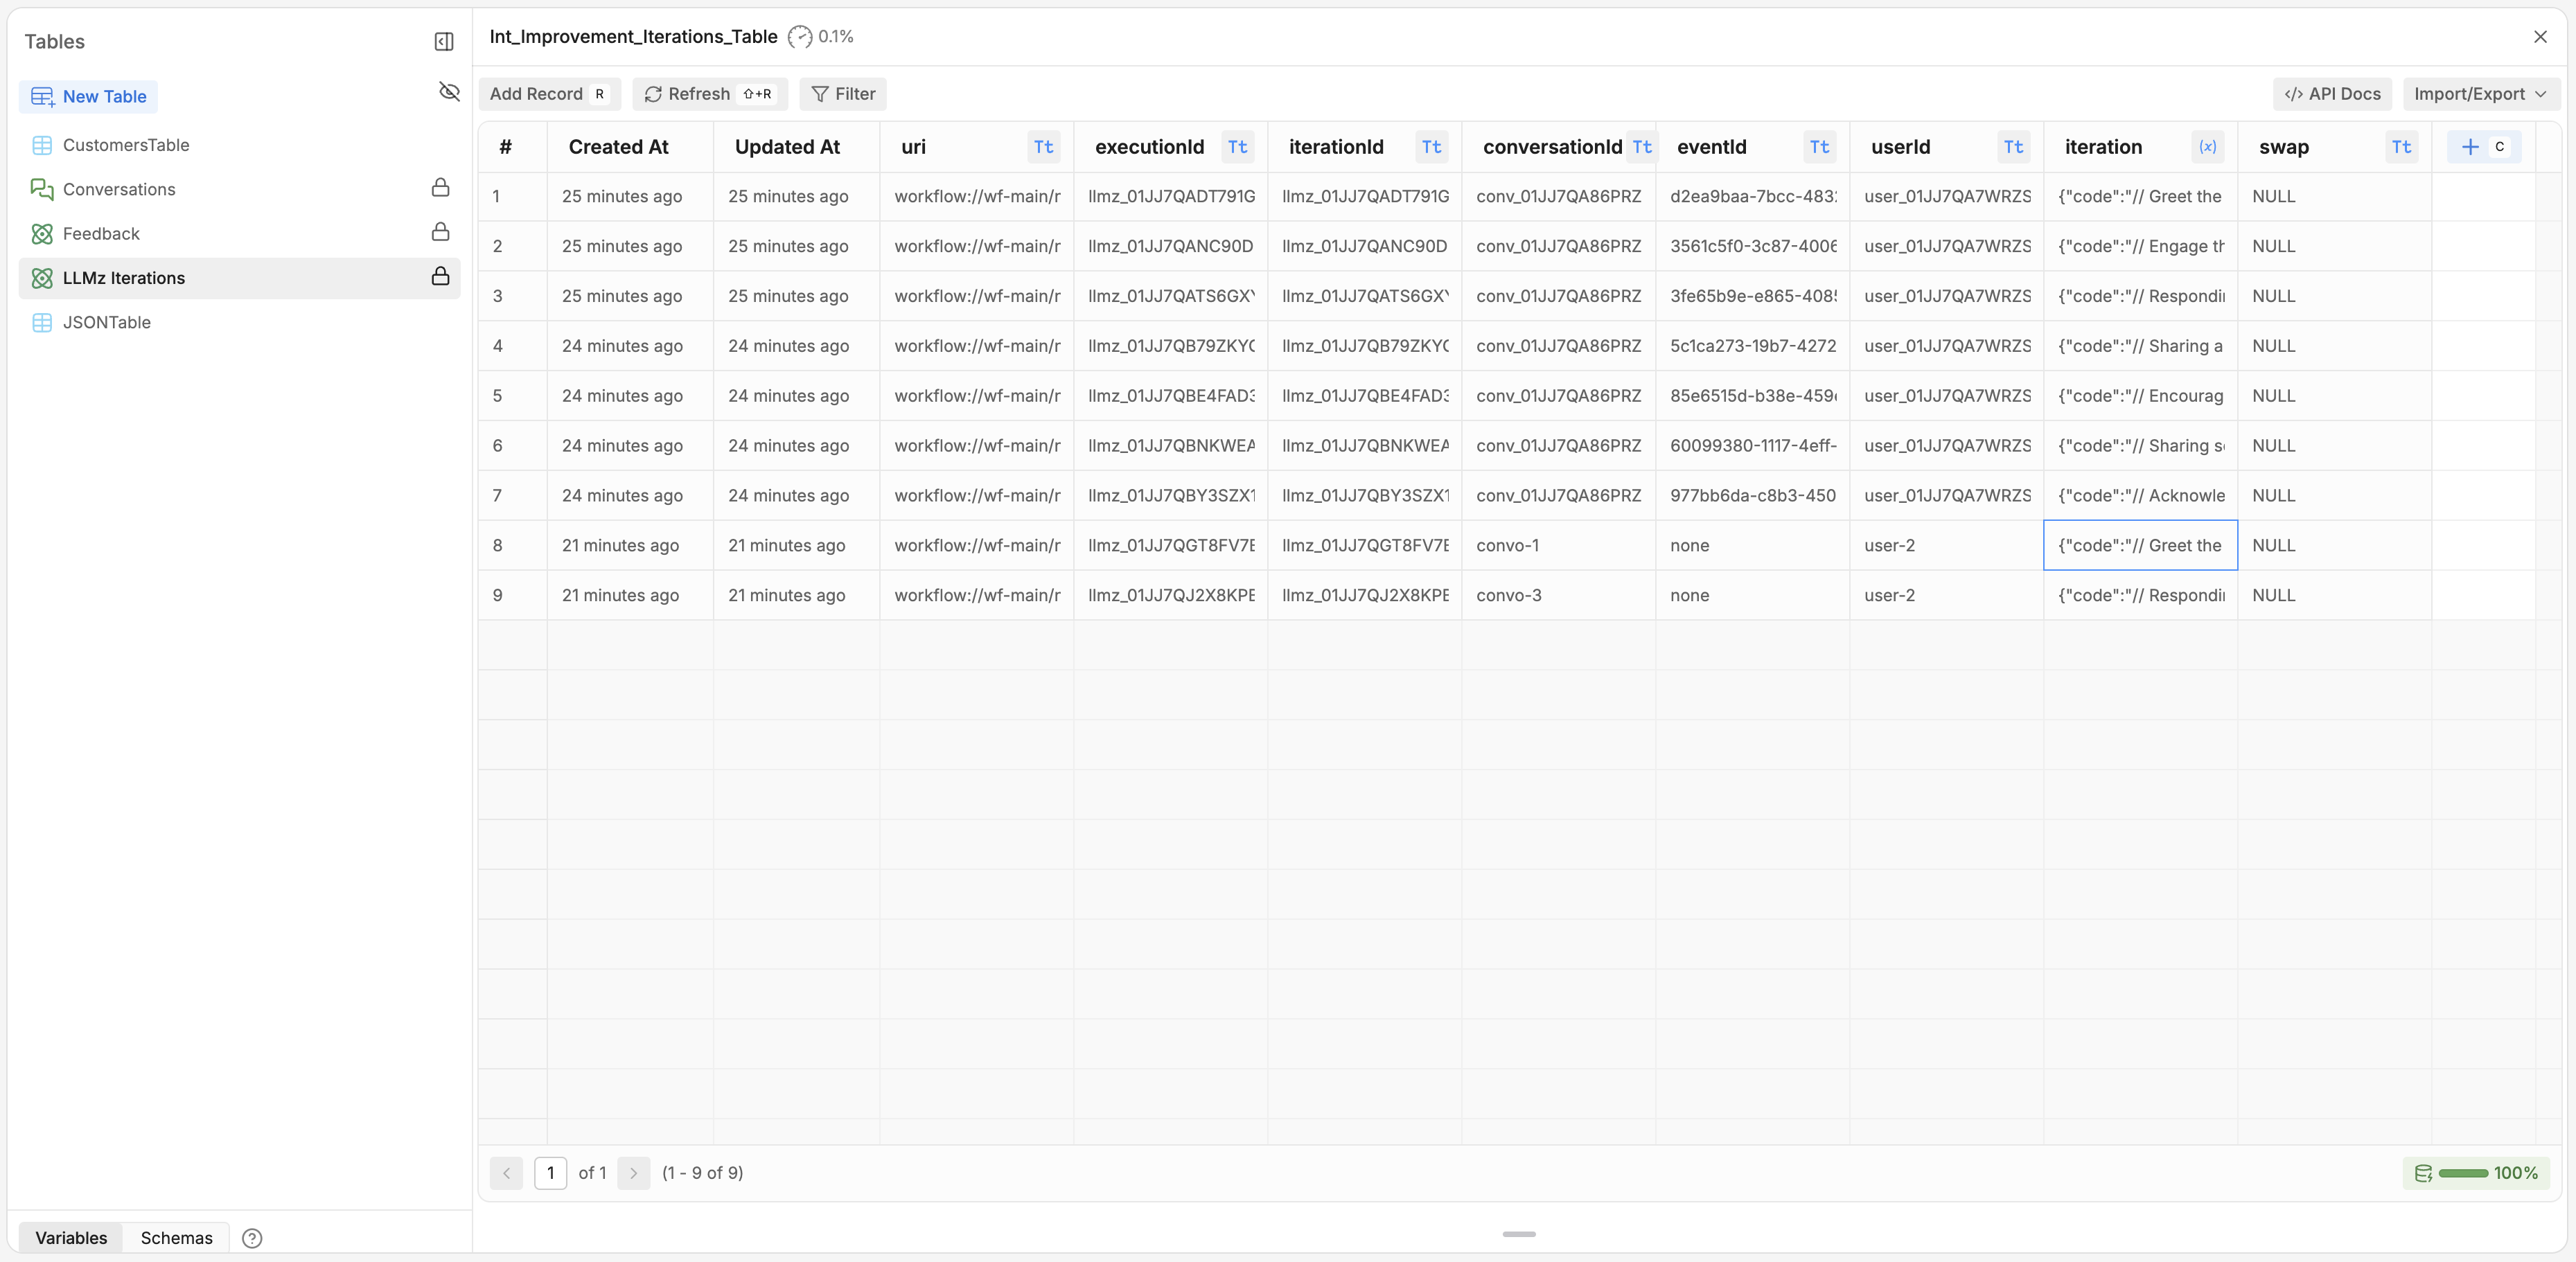 Tables
New Table
CustomersTable
Conversations
Feedback
LLMz Iterations
JSONTable
Variables Schemas ?
Int_Improvement_Iterations_Table 0.1%
Add Record R Refresh ⇧+R Filter </> API Docs Import/Export
# Created At Updated At uri Tt executionId Tt iterationId Tt conversationId Tt eventId Tt userId Tt iteration (x) swap Tt + C
1 25 minutes ago 25 minutes ago workflow://wf-main/r llmz_01JJ7QADT791G llmz_01JJ7QADT791G conv_01JJ7QA86PRZ d2ea9baa-7bcc-483 user_01JJ7QA7WRZS {"code":"// Greet the NULL
2 25 minutes ago 25 minutes ago workflow://wf-main/r llmz_01JJ7QANC90D llmz_01JJ7QANC90D conv_01JJ7QA86PRZ 3561c5f0-3c87-4006 user_01JJ7QA7WRZS {"code":"// Engage th NULL
3 25 minutes ago 25 minutes ago workflow://wf-main/r llmz_01JJ7QATS6GXY llmz_01JJ7QATS6GXY conv_01JJ7QA86PRZ 3fe65b9e-e865-408 user_01JJ7QA7WRZS {"code":"// Respondi NULL
4 24 minutes ago 24 minutes ago workflow://wf-main/r llmz_01JJ7QB79ZKY llmz_01JJ7QB79ZKY conv_01JJ7QA86PRZ 5c1ca273-19b7-4272 user_01JJ7QA7WRZS {"code":"// Sharing a NULL
5 24 minutes ago 24 minutes ago workflow://wf-main/r llmz_01JJ7QBE4FAD3 llmz_01JJ7QBE4FAD3 conv_01JJ7QA86PRZ 85e6515d-b38e-459 user_01JJ7QA7WRZS {"code":"// Encourag NULL
6 24 minutes ago 24 minutes ago workflow://wf-main/r llmz_01JJ7QBNKWEA llmz_01JJ7QBNKWEA conv_01JJ7QA86PRZ 60099380-1117-4eff- user_01JJ7QA7WRZS {"code":"// Sharing s NULL
7 24 minutes ago 24 minutes ago workflow://wf-main/r llmz_01JJ7QBY3SZX1 llmz_01JJ7QBY3SZX1 conv_01JJ7QA86PRZ 977bb6da-c8b3-450 user_01JJ7QA7WRZS {"code":"// Acknowle NULL
8 21 minutes ago 21 minutes ago workflow://wf-main/r llmz_01JJ7QGT8FV7E llmz_01JJ7QGT8FV7E convo-1 none user-2 {"code":"// Greet the NULL
9 21 minutes ago 21 minutes ago workflow://wf-main/r llmz_01JJ7QJ2X8KPE llmz_01JJ7QJ2X8KPE convo-3 none user-2 {"code":"// Respondi NULL
1 of 1 (1 - 9 of 9) 100%